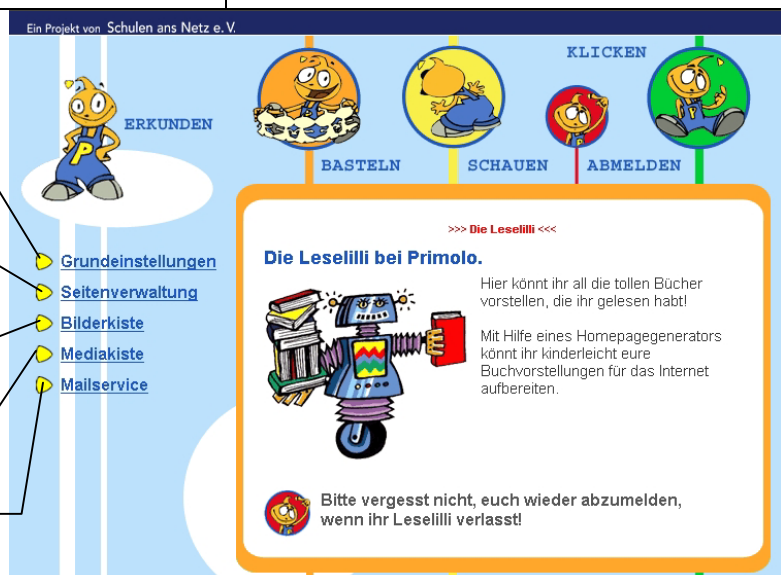 Ein Projekt von Schulen ans Netz e. V.
KLICKEN
ERKUNDEN
BASTELN
SCHAUEN
ABMELDEN
P
>>> Die Leselilli <<<
Die Leselilli bei Primolo.
Hier könnt ihr all die tollen Bücher
vorstellen, die ihr gelesen habt!
Mit Hilfe eines Homepagegenerators
könnt ihr kinderleicht eure
Buchvorstellungen für das Internet
aufbereiten.
Grundeinstellungen
Seitenverwaltung
Bilderkiste
Mediakiste
Mailservice
Bitte vergesst nicht, euch wieder abzumelden,
wenn ihr Leselilli verlasst!